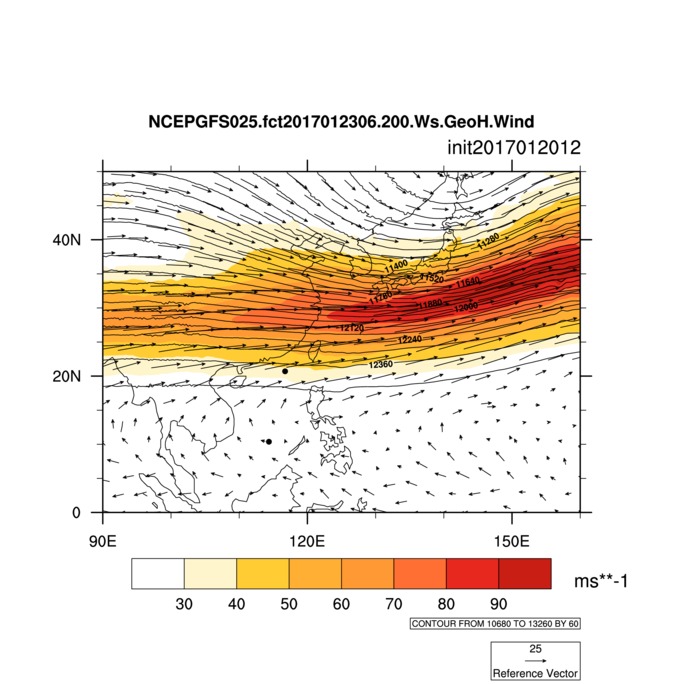 NCEPGFS025.fct2017012306.200.Ws.GeoH.Wind
init2017012012
40N
20N
0
90E 120E 150E
11280
11400
11520
11640
11760
11880
12000
12120
12240
12360
ms**-1
30 40 50 60 70 80 90
CONTOUR FROM 10680 TO 13260 BY 60
25
Reference Vector